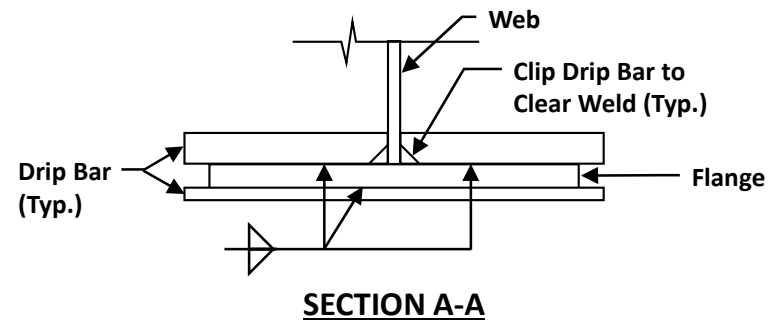 Web
Clip Drip Bar to
Clear Weld (Typ.)
Drip Bar
(Typ.)
Flange
SECTION A-A